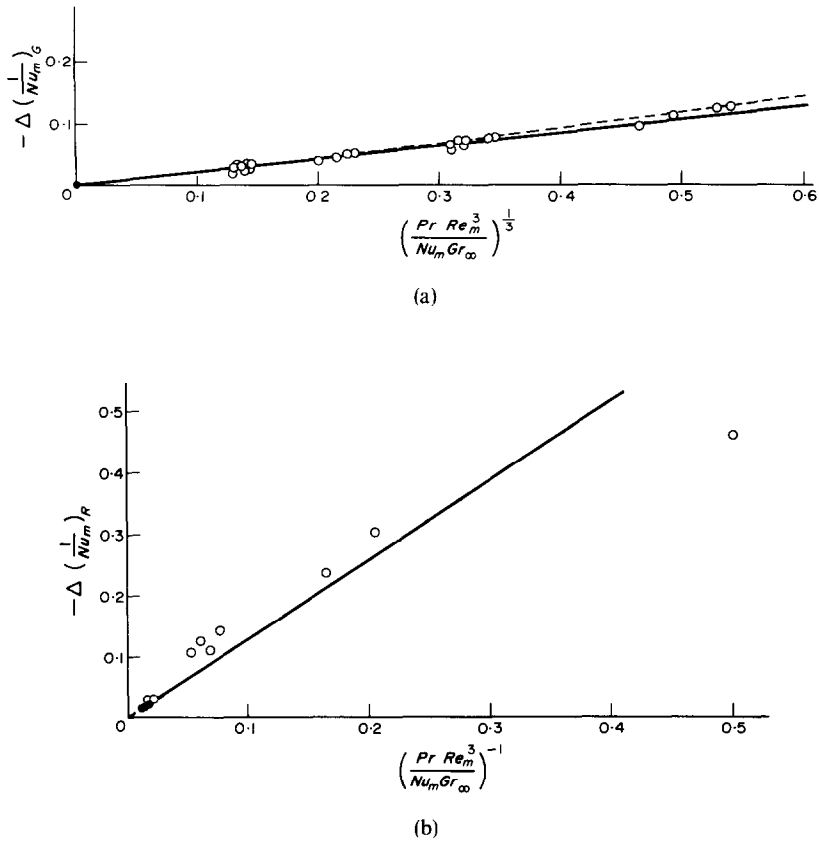 − Δ (1/Nu_m)_G
0·2
0·1
0
0·1 0·2 0·3 0·4 0·5 0·6
(Pr Re_m^3 / Nu_m Gr_∞)^{1/3}
(a)
− Δ (1/Nu_m)_R
0·5
0·4
0·3
0·2
0·1
0
0·1 0·2 0·3 0·4 0·5
(Pr Re_m^3 / Nu_m Gr_∞)^{−1}
(b)